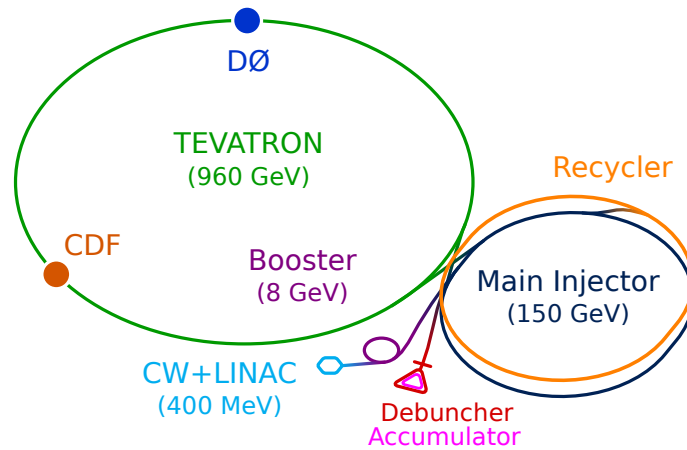 DØ
TEVATRON
(960 GeV)
Recycler
CDF
Booster
(8 GeV)
Main Injector
(150 GeV)
CW+LINAC
(400 MeV)
Debuncher
Accumulator